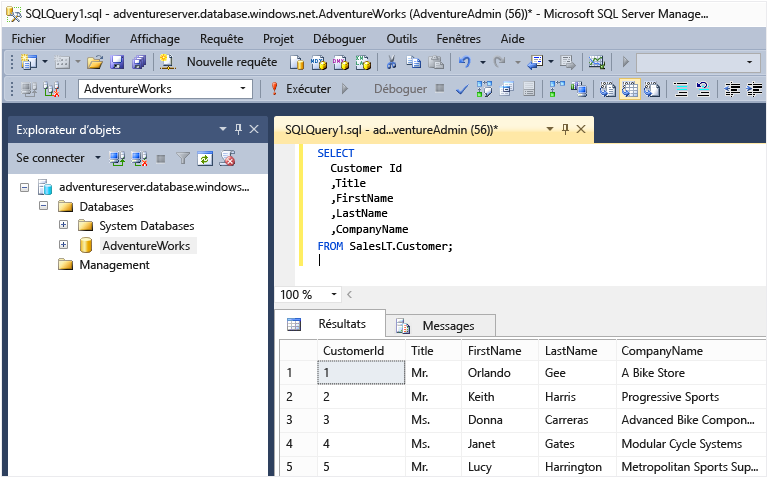 SQLQuery1.sql - adventureserver.database.windows.net.AdventureWorks (AdventureAdmin (56))* - Microsoft SQL Server Manage...
Fichier Modifier Affichage Requête Projet Déboguer Outils Fenêtres Aide
Nouvelle requête MDX DMX XMLA
AdventureWorks Exécuter Déboguer
Explorateur d'objets
Se connecter
adventureserver.database.windows...
Databases
System Databases
AdventureWorks
Management
SQLQuery1.sql - ad...ventureAdmin (56))*
SELECT
Customer Id
,Title
,FirstName
,LastName
,CompanyName
FROM SalesLT.Customer;
100 %
Résultats Messages
CustomerId Title FirstName LastName CompanyName
1 1 Mr. Orlando Gee A Bike Store
2 2 Mr. Keith Harris Progressive Sports
3 3 Ms. Donna Carreras Advanced Bike Compon...
4 4 Ms. Janet Gates Modular Cycle Systems
5 5 Mr. Lucy Harrington Metropolitan Sports Sup...